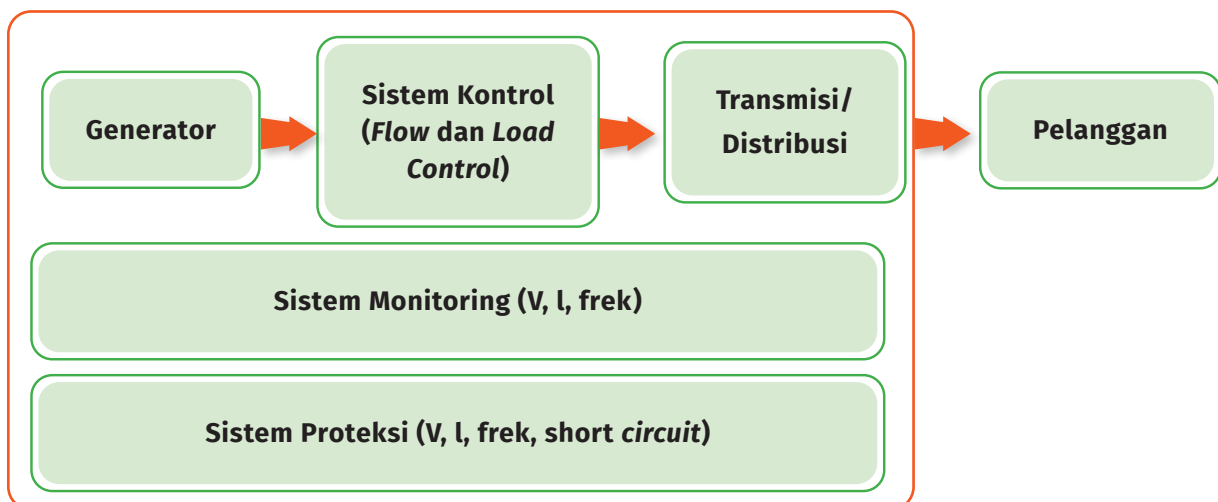 Generator
Sistem Kontrol
(Flow dan Load
Control)
Transmisi/
Distribusi
Pelanggan
Sistem Monitoring (V, l, frek)
Sistem Proteksi (V, l, frek, short circuit)